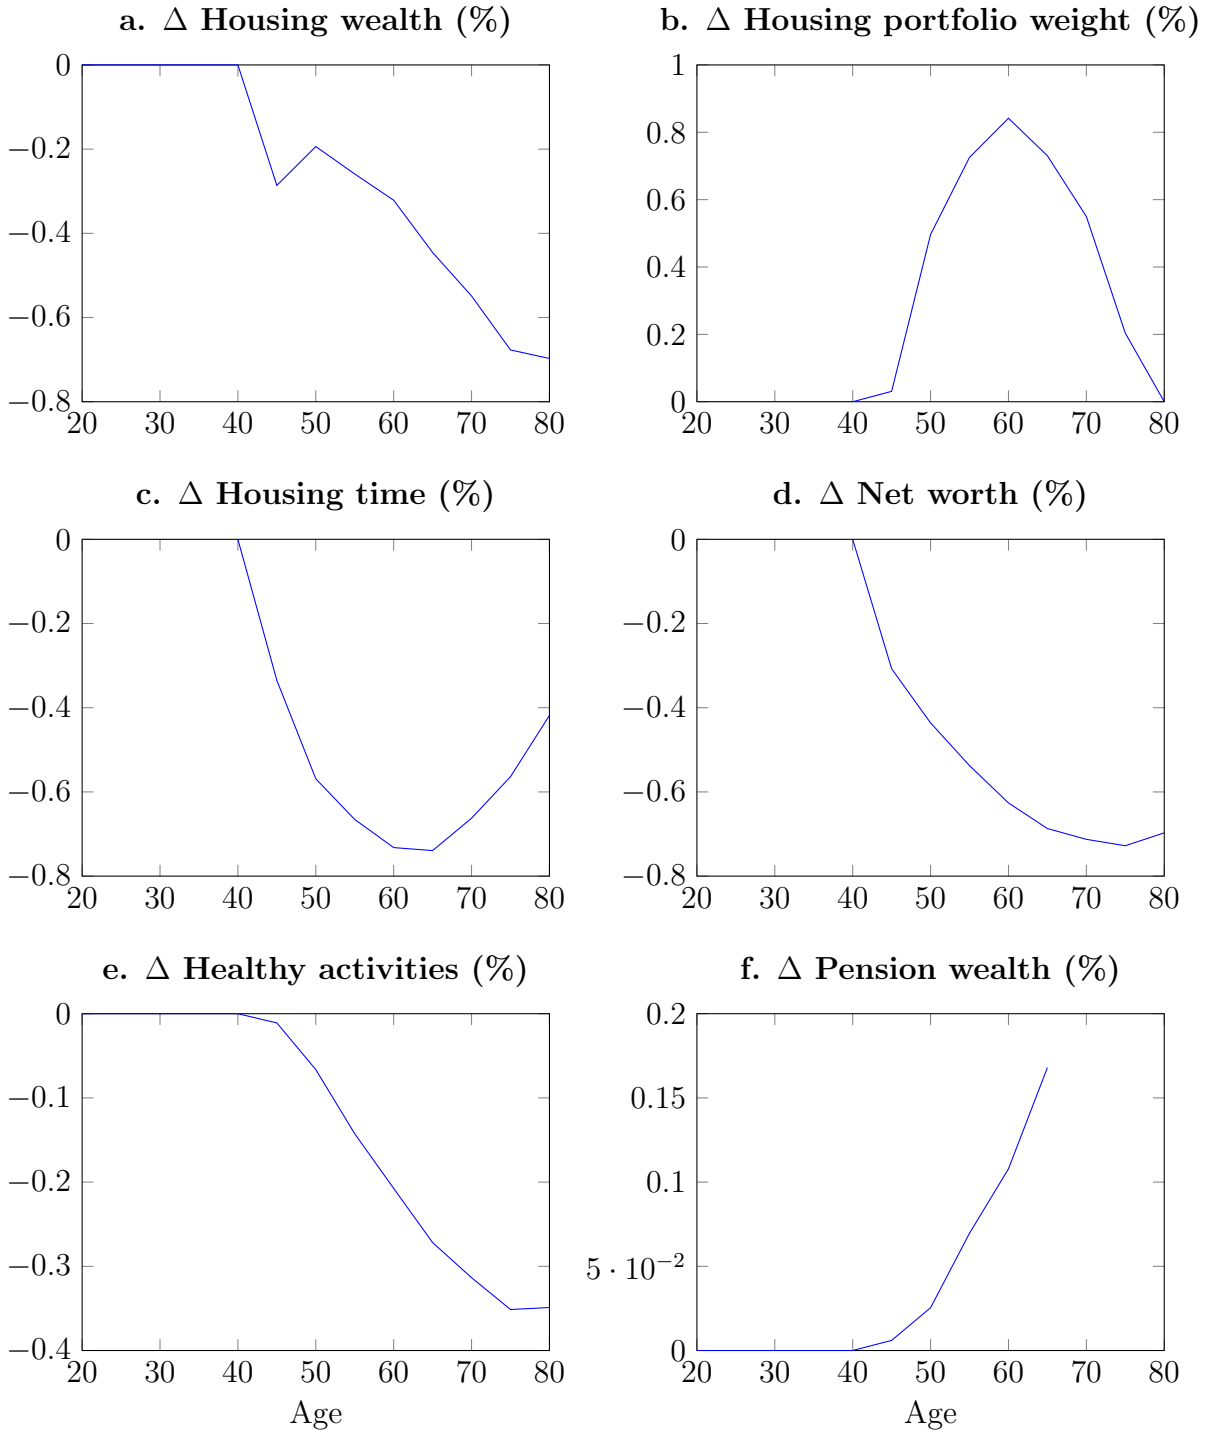 a. Δ Housing wealth (%)
0
−0.2
−0.4
−0.6
−0.8
20 30 40 50 60 70 80
b. Δ Housing portfolio weight (%)
1
0.8
0.6
0.4
0.2
0
20 30 40 50 60 70 80
c. Δ Housing time (%)
0
−0.2
−0.4
−0.6
−0.8
20 30 40 50 60 70 80
d. Δ Net worth (%)
0
−0.2
−0.4
−0.6
−0.8
20 30 40 50 60 70 80
e. Δ Healthy activities (%)
0
−0.1
−0.2
−0.3
−0.4
20 30 40 50 60 70 80
Age
f. Δ Pension wealth (%)
0.2
0.15
0.1
5 · 10⁻²
0
20 30 40 50 60 70 80
Age